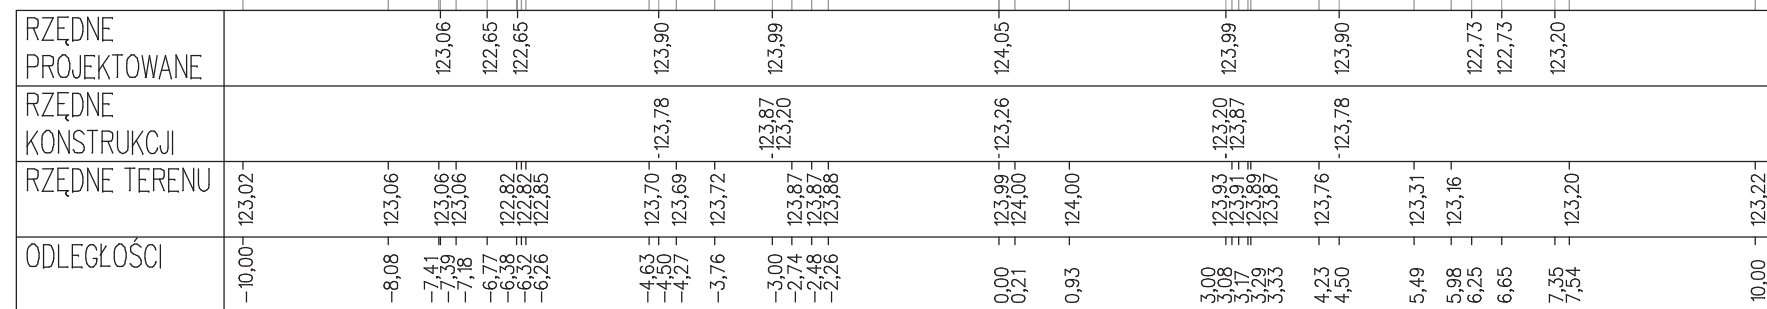 RZĘDNE
PROJEKTOWANE
123,06 122,65 122,65 123,90 123,99 124,05 123,99 123,90 122,73 122,73 123,20
RZĘDNE
KONSTRUKCJI
123,78 123,87 123,20 123,26 123,20 123,87 123,78
RZĘDNE TERENU
123,02 123,06 123,06 123,06 122,82 122,82 122,85 123,70 123,69 123,72 123,87 123,87 123,88 123,99 124,00 124,00 123,93 123,91 123,89 123,87 123,76 123,31 123,16 123,20 123,22
ODLEGŁOŚCI
-10,00 -8,08 -7,41 -7,39 -7,18 -6,77 -6,38 -6,32 -6,26 -4,63 -4,50 -4,27 -3,76 -3,00 -2,74 -2,48 -2,26 0,00 0,21 0,93 3,00 3,08 3,17 3,29 3,33 4,23 4,50 5,49 5,98 6,25 6,65 7,35 7,54 10,00